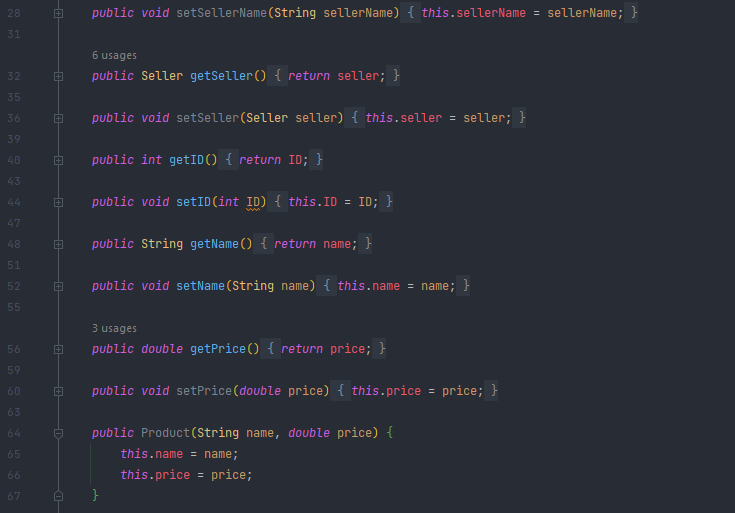 28 public void setSellerName(String sellerName) { this.sellerName = sellerName; }
31
6 usages
32 public Seller getSeller() { return seller; }
35
36 public void setSeller(Seller seller) { this.seller = seller; }
39
40 public int getID() { return ID; }
43
44 public void setID(int ID) { this.ID = ID; }
47
48 public String getName() { return name; }
51
52 public void setName(String name) { this.name = name; }
55
3 usages
56 public double getPrice() { return price; }
59
60 public void setPrice(double price) { this.price = price; }
63
64 public Product(String name, double price) {
65 this.name = name;
66 this.price = price;
67 }